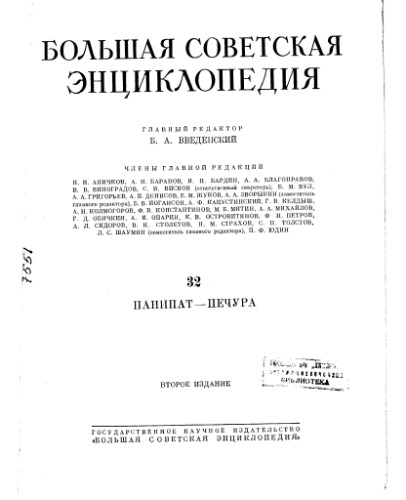 БОЛЬШАЯ СОВЕТСКАЯ
ЭНЦИКЛОПЕДИЯ
ГЛАВНЫЙ РЕДАКТОР
Б. А. ВВЕДЕНСКИЙ
ЧЛЕНЫ ГЛАВНОЙ РЕДАКЦИИ
Н. Н. АНИЧКОВ, А. Н. БАРАНОВ, И. П. БАРДИН, А. А. БЛАГОНРАВОВ,
В. В. ВИНОГРАДОВ, С. И. ВИСКОВ (ответственный секретарь), Б. М. ВУЛ,
А. А. ГРИГОРЬЕВ, А. И. ДЕНИСОВ, Е. М. ЖУКОВ, А. А. ЗВОРЫКИН (заместитель
главного редактора), Б. В. ИОГАНСОН, А. Ф. КАПУСТИНСКИЙ, Г. В. КЕЛДЫШ,
А. Н. КОЛМОГОРОВ, Ф. В. КОНСТАНТИНОВ, М. Б. МИТИН, А. А. МИХАЙЛОВ,
Г. Д. ОБИЧКИН, А. И. ОПАРИН, К. В. ОСТРОВИТЯНОВ, Ф. Н. ПЕТРОВ,
А. Л. СИДОРОВ, В. Н. СТОЛЕТОВ, Н. М. СТРАХОВ, С. П. ТОЛСТОВ,
Л. С. ШАУМЯН (заместитель главного редактора), П. Ф. ЮДИН
7551
32
ПАНИПАТ — ПЕЧУРА
БИБЛИОТЕКА
ВТОРОЕ ИЗДАНИЕ
ГОСУДАРСТВЕННОЕ НАУЧНОЕ ИЗДАТЕЛЬСТВО
«БОЛЬШАЯ СОВЕТСКАЯ ЭНЦИКЛОПЕДИЯ»